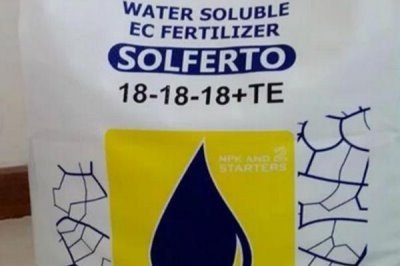 WATER SOLUBLE
EC FERTILIZER
SOLFERTO
18-18-18+TE
NPK AND
STARTERS